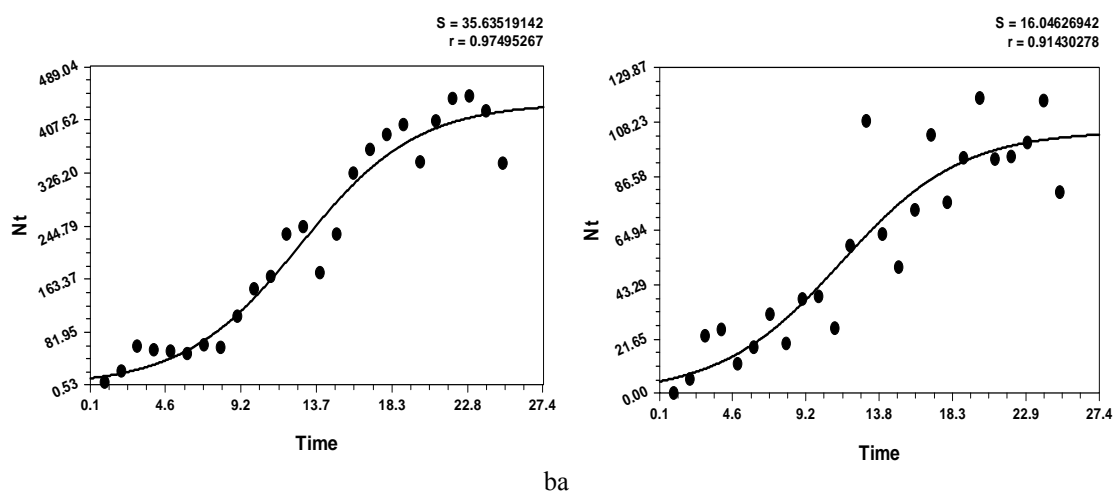 S = 35.63519142
r = 0.97495267
489.04
407.62
326.20
244.79
163.37
81.95
0.53
Nt
0.1 4.6 9.2 13.7 18.3 22.8 27.4
Time
S = 16.04626942
r = 0.91430278
129.87
108.23
86.58
64.94
43.29
21.65
0.00
Nt
0.1 4.6 9.2 13.8 18.3 22.9 27.4
Time
ba